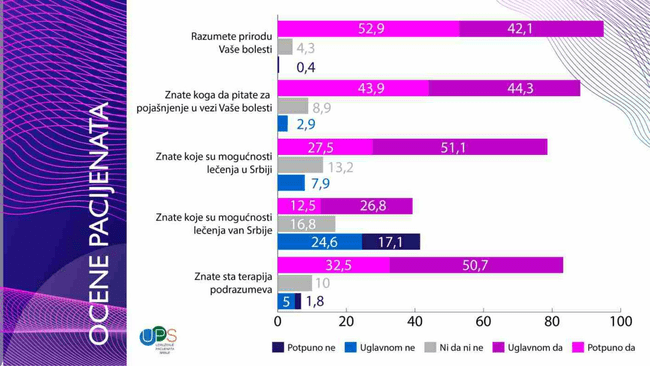 OCENE PACIJENATA
Razumete prirodu
Vaše bolesti
52,9 42,1
4,3
0,4
Znate koga da pitate za
pojašnjenje u vezi Vaše bolesti
43,9 44,3
8,9
2,9
Znate koje su mogućnosti
lečenja u Srbiji
27,5 51,1
13,2
7,9
Znate koje su mogućnosti
lečenja van Srbije
12,5 26,8
16,8
24,6 17,1
Znate sta terapija
podrazumeva
32,5 50,7
10
5 1,8
0 20 40 60 80 100
Potpuno ne Uglavnom ne Ni da ni ne Uglavnom da Potpuno da
UPS